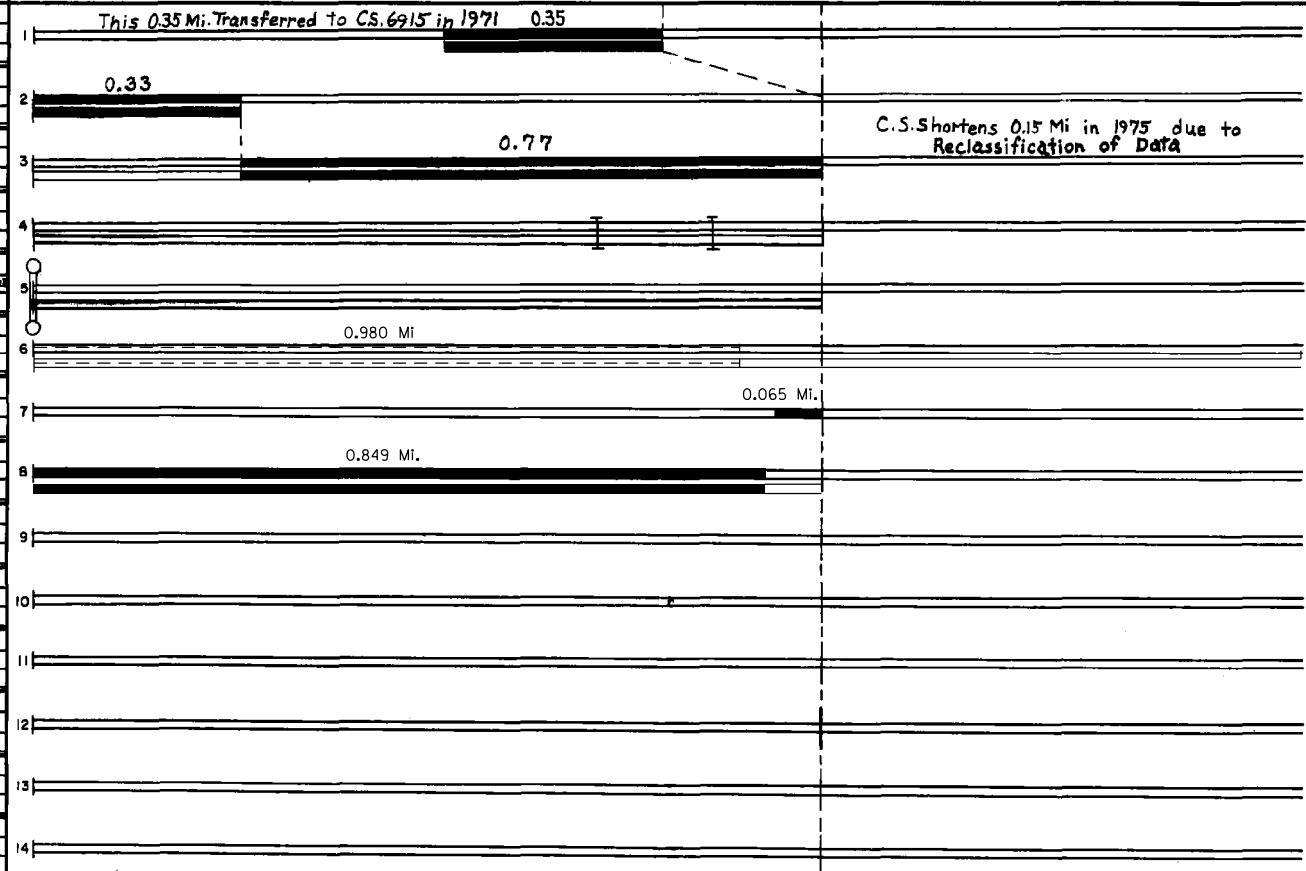 This 0.35 Mi. Transferred to C.S. 6915 in 1971 0.35
1
0.33
2
C.S. Shortens 0.15 Mi in 1975 due to
Reclassification of Data
0.77
3
4
5
0.980 Mi
6
0.065 Mi.
7
0.849 Mi.
8
9
10
11
12
13
14